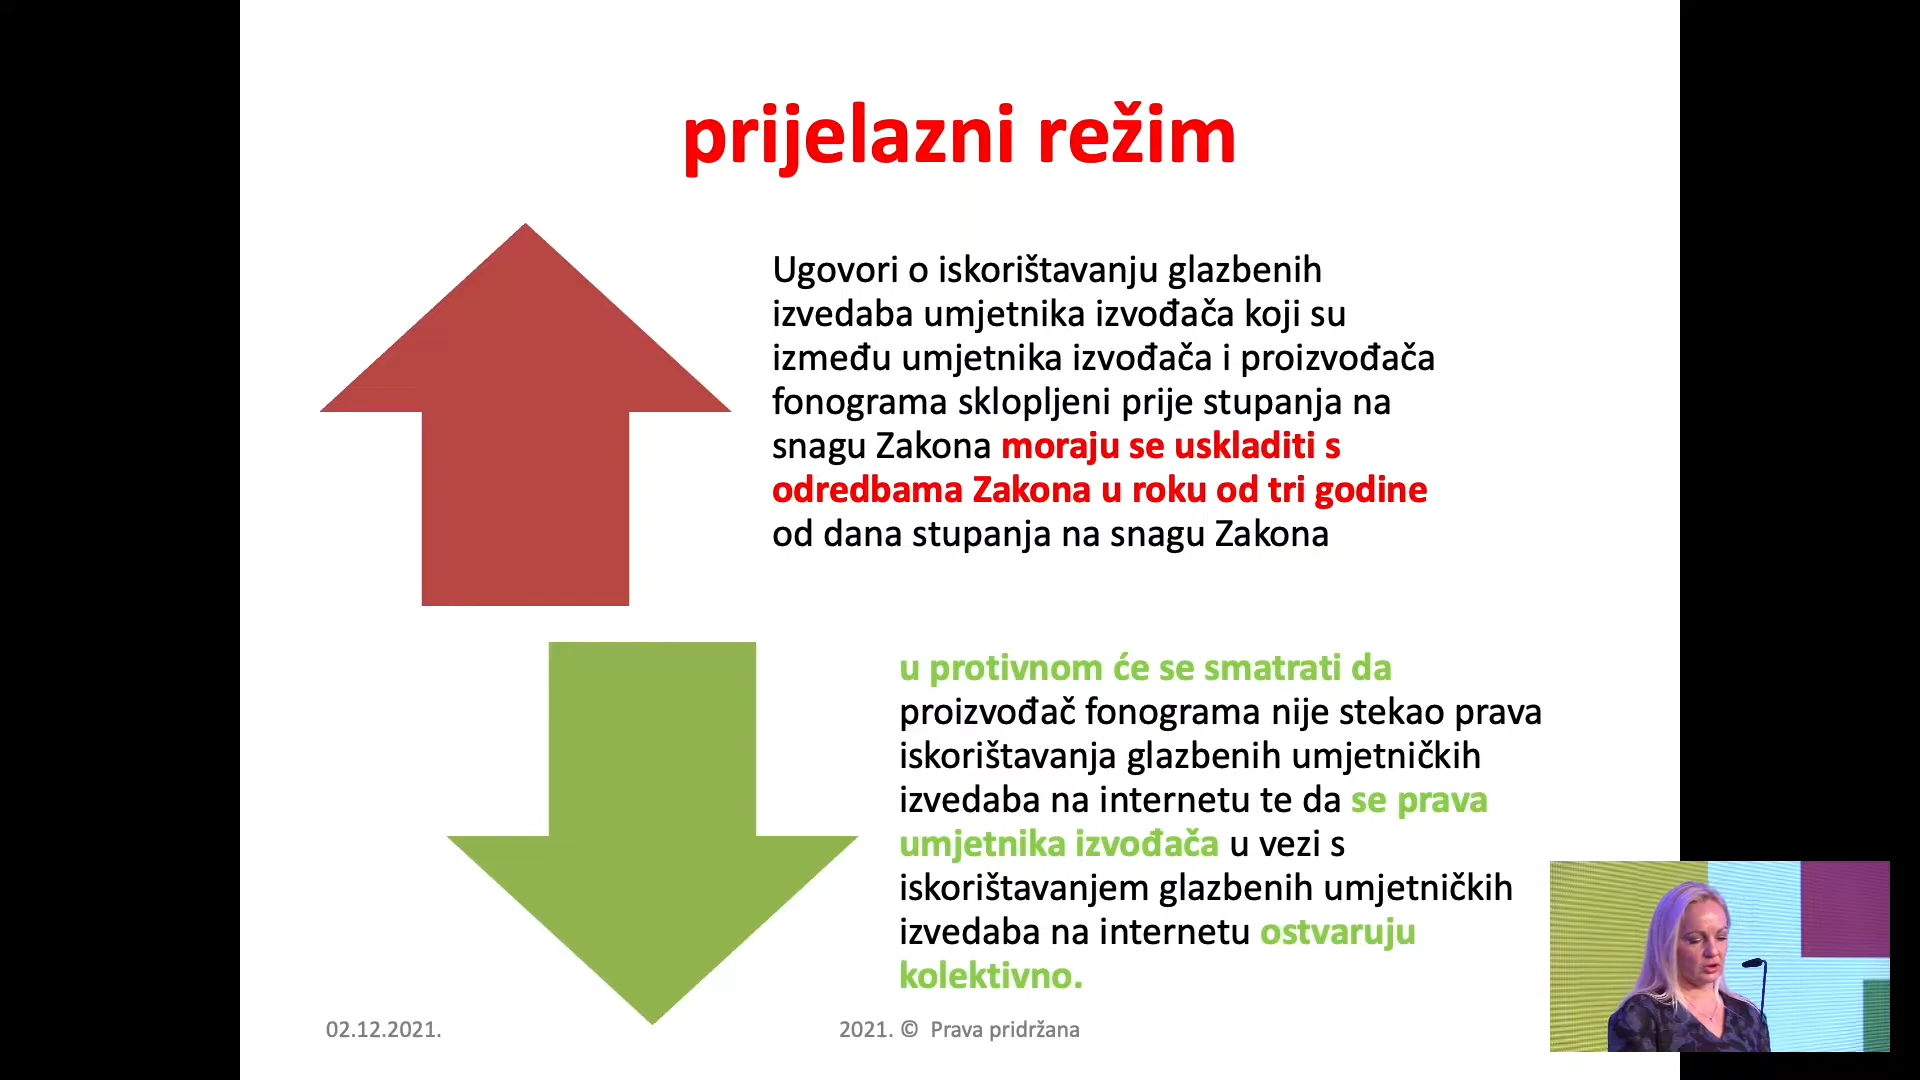 prijelazni režim
Ugovori o iskorištavanju glazbenih
izvedaba umjetnika izvođača koji su
između umjetnika izvođača i proizvođača
fonograma sklopljeni prije stupanja na
snagu Zakona moraju se uskladiti s
odredbama Zakona u roku od tri godine
od dana stupanja na snagu Zakona
u protivnom će se smatrati da
proizvođač fonograma nije stekao prava
iskorištavanja glazbenih umjetničkih
izvedaba na internetu te da se prava
umjetnika izvođača u vezi s
iskorištavanjem glazbenih umjetničkih
izvedaba na internetu ostvaruju
kolektivno.
02.12.2021.
2021. © Prava pridržana